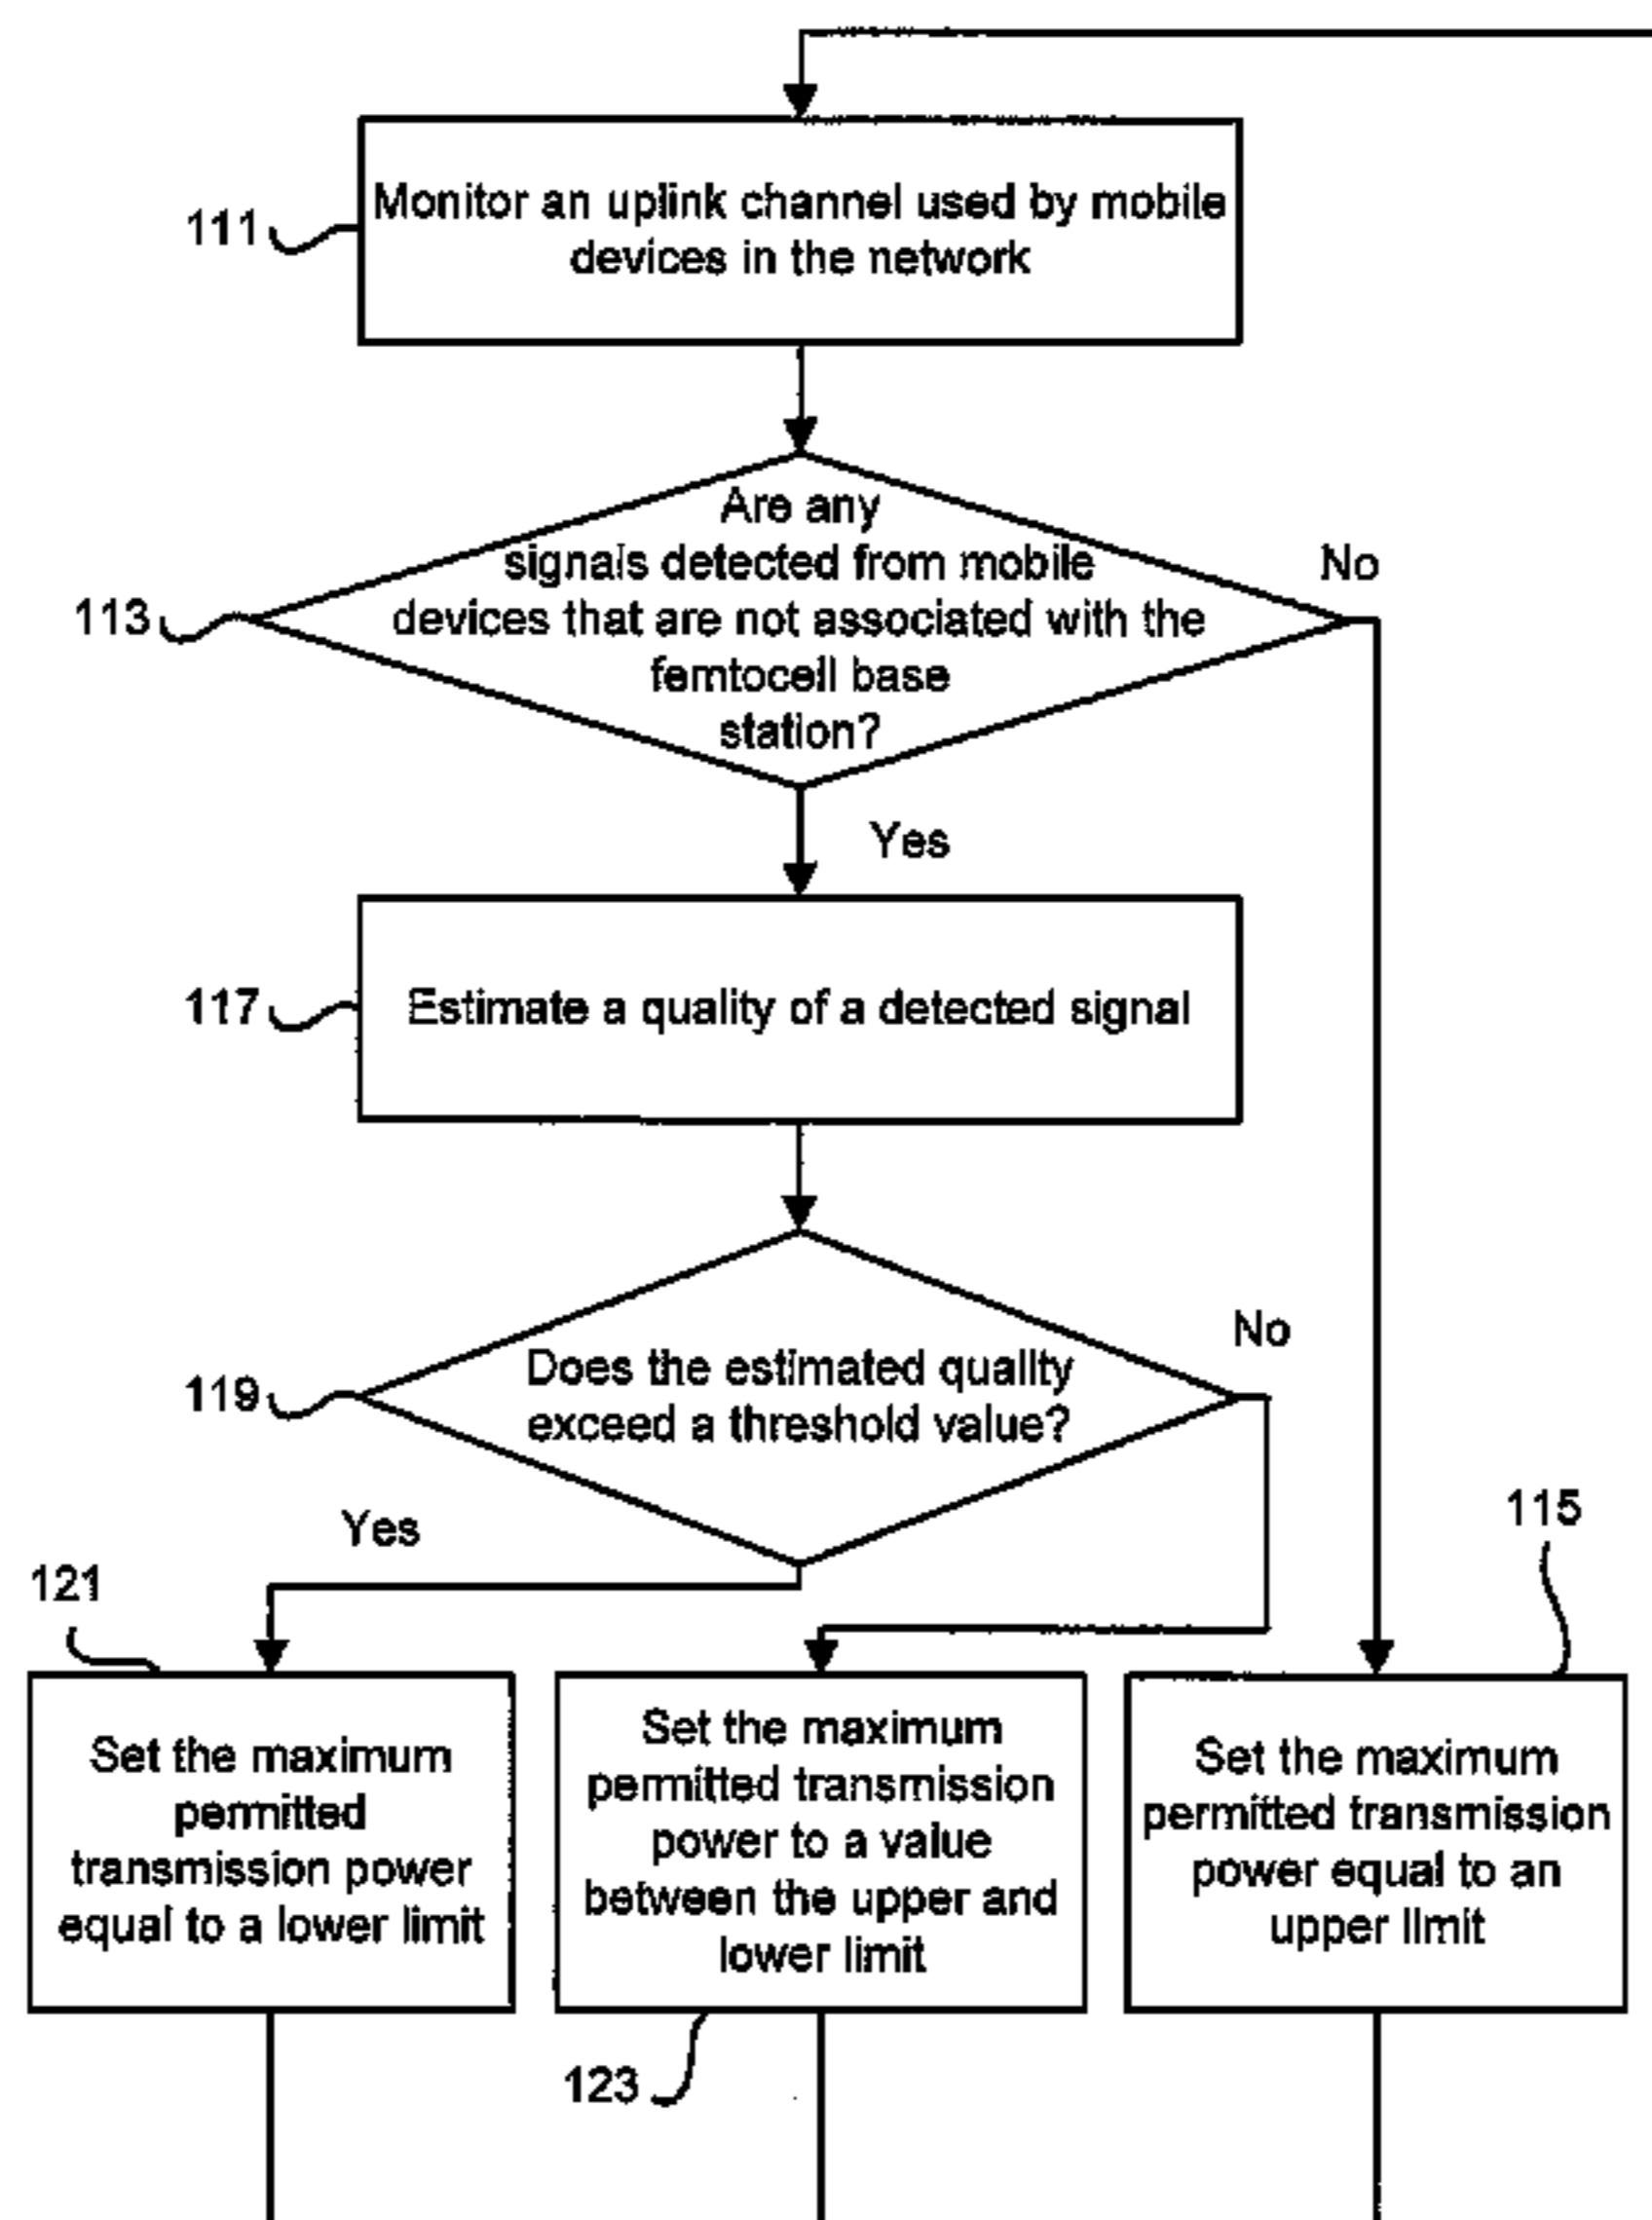 111
Monitor an uplink channel used by mobile
devices in the network
113
Are any
signals detected from mobile
devices that are not associated with the
femtocell base
station?
No
Yes
117
Estimate a quality of a detected signal
119
Does the estimated quality
exceed a threshold value?
No
Yes
121
115
Set the maximum
permitted
transmission power
equal to a lower limit
Set the maximum
permitted transmission
power to a value
between the upper and
lower limit
Set the maximum
permitted transmission
power equal to an
upper limit
123